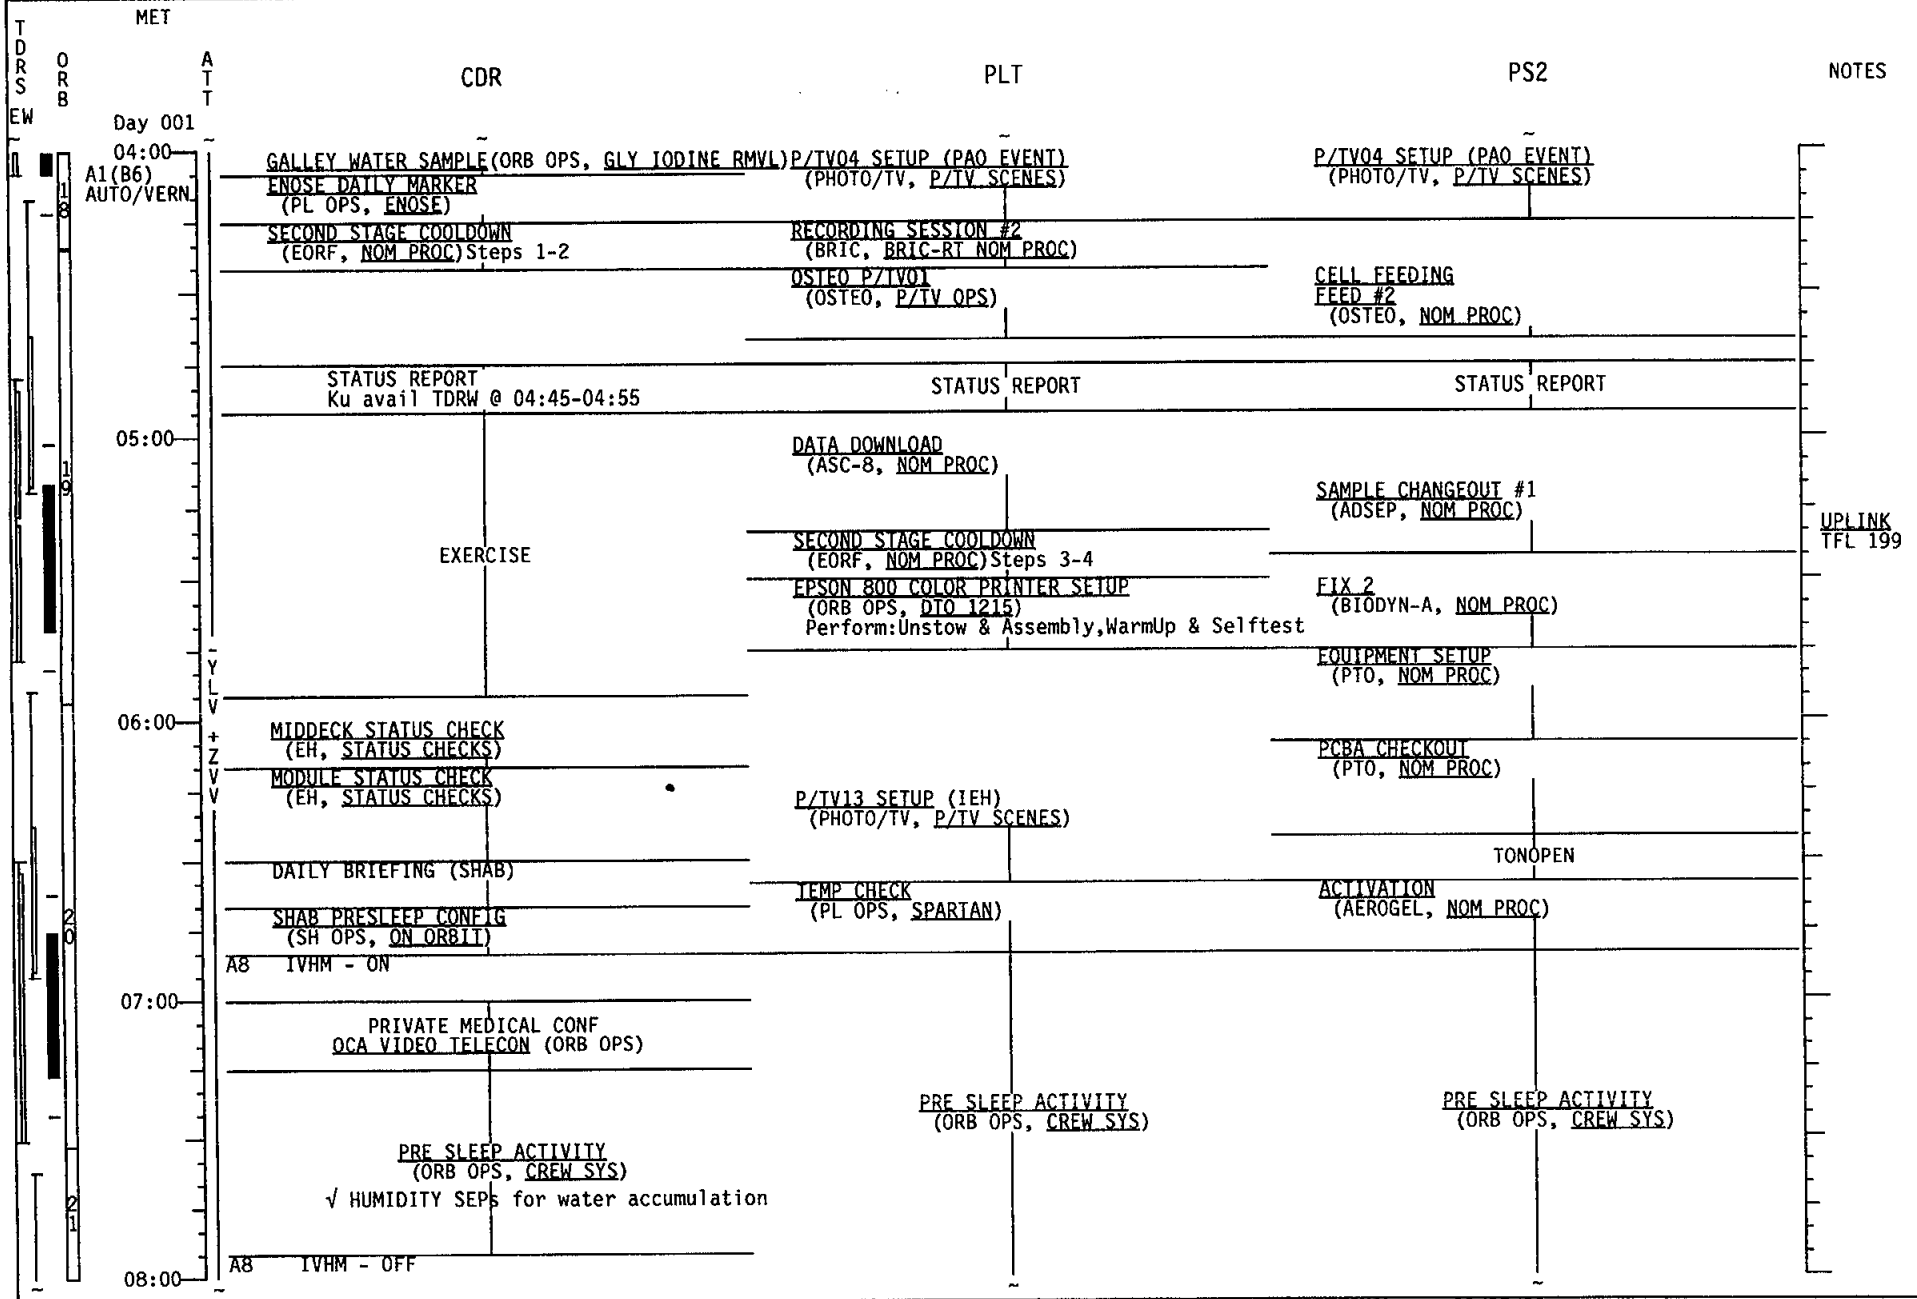 MET
TDRS
ORB
ATT
CDR
PLT
PS2
NOTES
EW
Day 001
04:00
A1(B6)
AUTO/VERN
18
GALLEY WATER SAMPLE(ORB OPS, GLY IODINE RMVL)
ENOSE DAILY MARKER
(PL OPS, ENOSE)
SECOND STAGE COOLDOWN
(EORF, NOM PROC)Steps 1-2
P/TV04 SETUP (PAO EVENT)
(PHOTO/TV, P/TV SCENES)
RECORDING SESSION #2
(BRIC, BRIC-RT NOM PROC)
OSTEO P/TV01
(OSTEO, P/TV OPS)
P/TV04 SETUP (PAO EVENT)
(PHOTO/TV, P/TV SCENES)
CELL FEEDING
FEED #2
(OSTEO, NOM PROC)
STATUS REPORT
Ku avail TDRW @ 04:45-04:55
STATUS REPORT
STATUS REPORT
05:00
19
EXERCISE
DATA DOWNLOAD
(ASC-8, NOM PROC)
SECOND STAGE COOLDOWN
(EORF, NOM PROC)Steps 3-4
EPSON 800 COLOR PRINTER SETUP
(ORB OPS, DTO 1215)
Perform:Unstow & Assembly,WarmUp & Selftest
SAMPLE CHANGEOUT #1
(ADSEP, NOM PROC)
FIX 2
(BIODYN-A, NOM PROC)
EQUIPMENT SETUP
(PTO, NOM PROC)
UPLINK
TFL 199
-YLV +ZVV
06:00
MIDDECK STATUS CHECK
(EH, STATUS CHECKS)
MODULE STATUS CHECK
(EH, STATUS CHECKS)
DAILY BRIEFING (SHAB)
SHAB PRESLEEP CONFIG
(SH OPS, ON ORBIT)
A8 IVHM - ON
P/TV13 SETUP (IEH)
(PHOTO/TV, P/TV SCENES)
TEMP CHECK
(PL OPS, SPARTAN)
PCBA CHECKOUT
(PTO, NOM PROC)
TONOPEN
ACTIVATION
(AEROGEL, NOM PROC)
20
07:00
PRIVATE MEDICAL CONF
OCA VIDEO TELECON (ORB OPS)
PRE SLEEP ACTIVITY
(ORB OPS, CREW SYS)
√ HUMIDITY SEPs for water accumulation
PRE SLEEP ACTIVITY
(ORB OPS, CREW SYS)
PRE SLEEP ACTIVITY
(ORB OPS, CREW SYS)
21
A8 IVHM - OFF
08:00